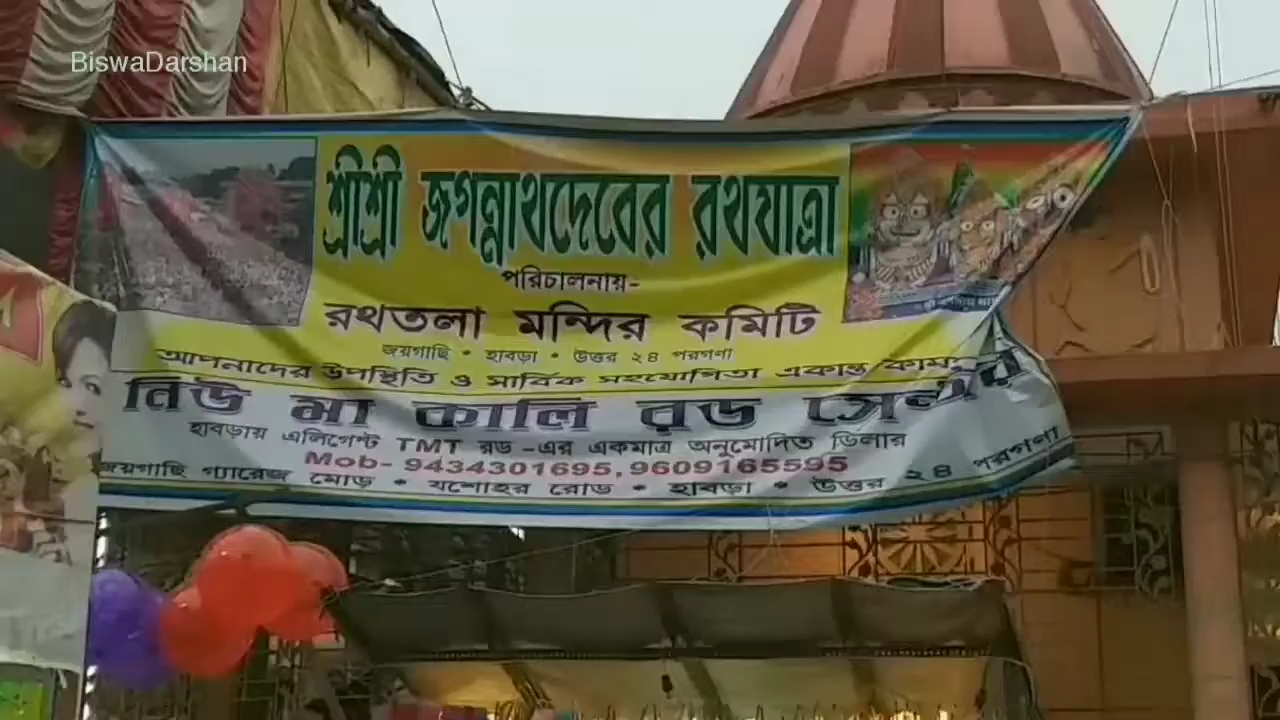 BiswaDarshan
শ্রীশ্রী জগন্নাথদেবের রথযাত্রা
পরিচালনায়-
রথতলা মন্দির কমিটি
জয়গাছি * হাবড়া * উত্তর ২৪ পরগণা
আপনাদের উপস্থিতি ও সার্বিক সহযোগিতা একান্ত
নিউ মা কালি রড সেন্টার
হাবড়ায় এলিগেন্ট TMT রড -এর একমাত্র অনুমোদিত ডিলার
Mob- 9434301695, 9609165595
জয়গাছি গ্যারেজ মোড় * যশোহর রোড * হাবড়া * উত্তর ২৪ পরগণা